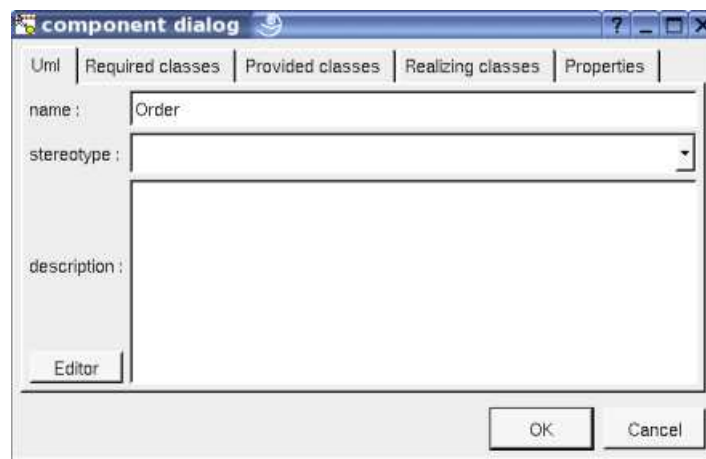 component dialog ?
Uml Required classes Provided classes Realizing classes Properties
name : Order
stereotype :
description :
Editor
OK Cancel